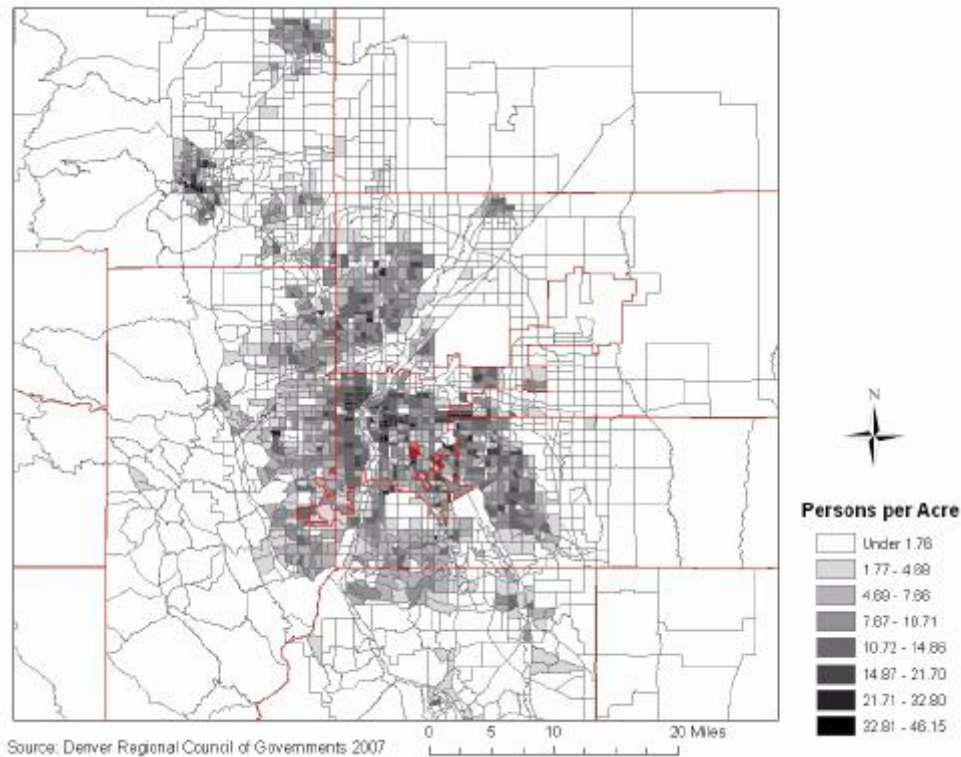 N
Persons per Acre
Under 1.76
1.77 - 4.68
4.69 - 7.66
7.67 - 10.71
10.72 - 14.86
14.87 - 21.70
21.71 - 32.80
32.81 - 46.15
Source: Denver Regional Council of Governments 2007
0 5 10 20 Miles